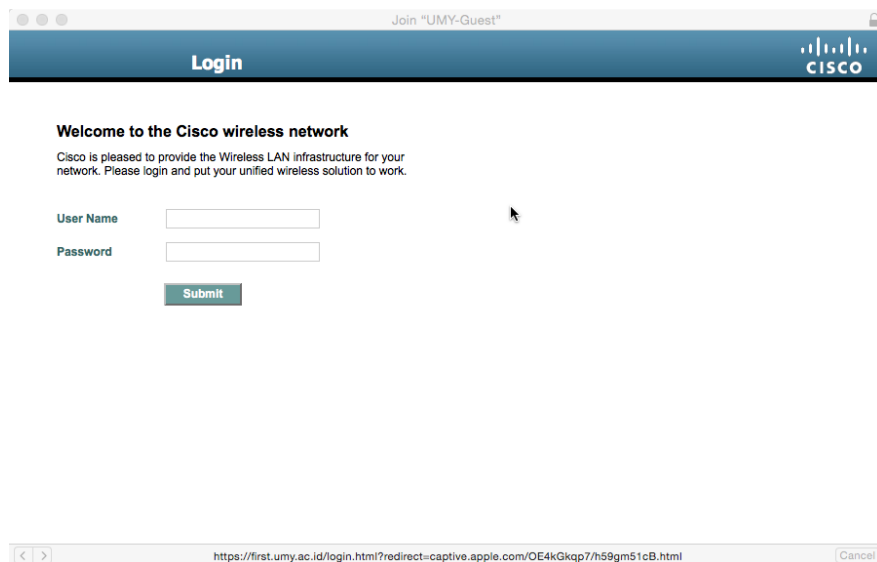 Join "UMY-Guest"
Login
CISCO
Welcome to the Cisco wireless network
Cisco is pleased to provide the Wireless LAN infrastructure for your
network. Please login and put your unified wireless solution to work.
User Name
Password
Submit
https://first.umy.ac.id/login.html?redirect=captive.apple.com/OE4kGkqp7/h59gm51cB.html
Cancel